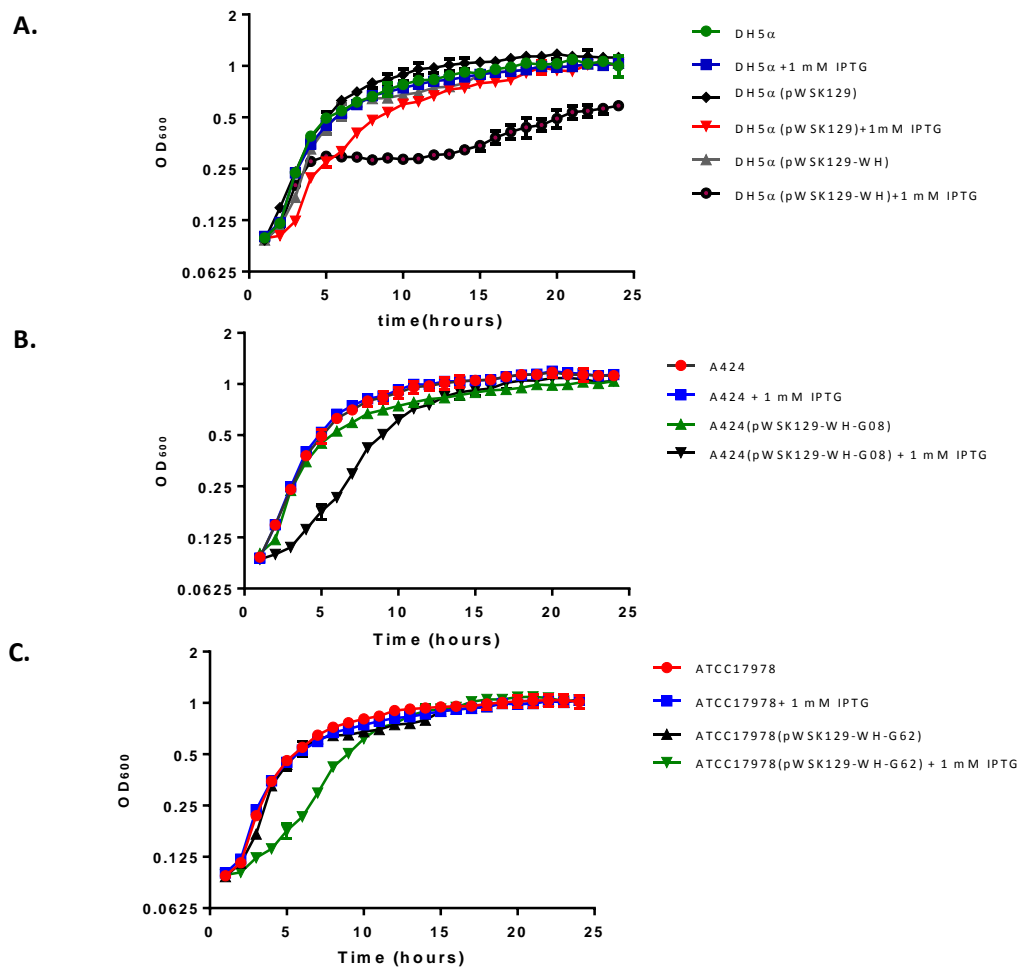 A.
2
1
0.5
0.25
0.125
0.0625
OD600
0 5 10 15 20 25
time(hrours)
DH5α
DH5α +1 mM IPTG
DH5α(pWSK129)
DH5α(pWSK129)+1mM IPTG
DH5α(pWSK129-WH)
DH5α(pWSK129-WH)+1 mM IPTG
B.
2
1
0.5
0.25
0.125
0.0625
OD600
0 5 10 15 20 25
Time (hours)
A424
A424 + 1 mM IPTG
A424(pWSK129-WH-G08)
A424(pWSK129-WH-G08) + 1 mM IPTG
C.
2
1
0.5
0.25
0.125
0.0625
OD600
0 5 10 15 20 25
Time (hours)
ATCC17978
ATCC17978+ 1 mM IPTG
ATCC17978(pWSK129-WH-G62)
ATCC17978(pWSK129-WH-G62) + 1 mM IPTG